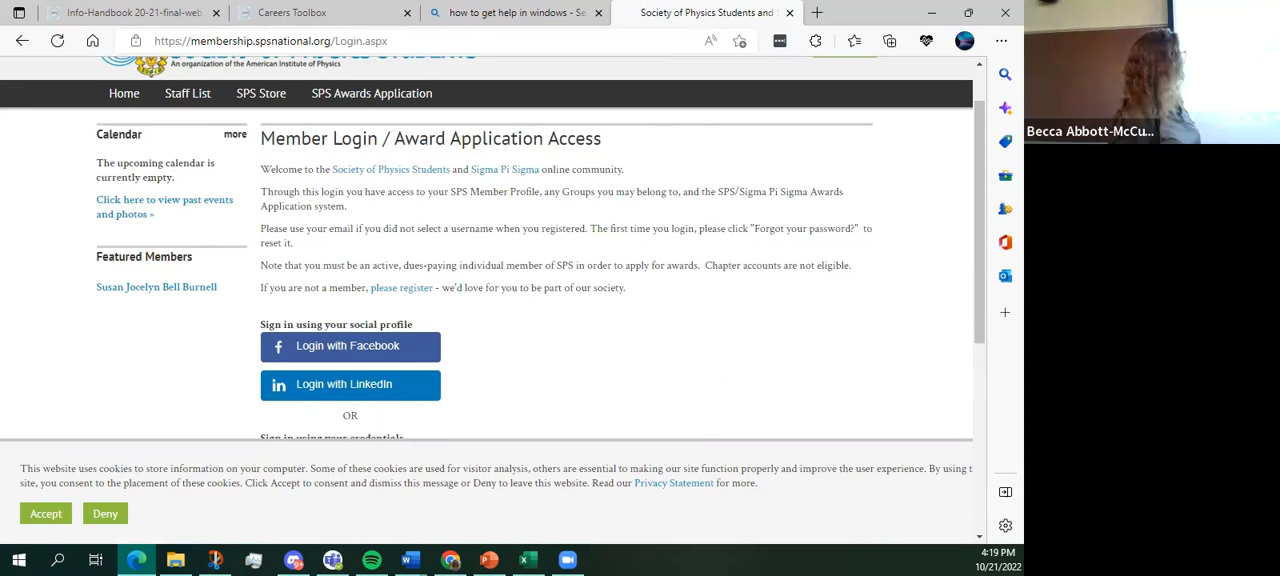 Info-Handbook 20-21-final-web
Careers Toolbox
how to get help in windows - Se
Society of Physics Students and
https://membership.spsnational.org/Login.aspx
An organization of the American Institute of Physics
Home
Staff List
SPS Store
SPS Awards Application
Calendar
more
The upcoming calendar is
currently empty.
Click here to view past events
and photos »
Featured Members
Susan Jocelyn Bell Burnell
Member Login / Award Application Access
Welcome to the Society of Physics Students and Sigma Pi Sigma online community.
Through this login you have access to your SPS Member Profile, any Groups you may belong to, and the SPS/Sigma Pi Sigma Awards
Application system.
Please use your email if you did not select a username when you registered. The first time you login, please click "Forgot your password?" to
reset it.
Note that you must be an active, dues-paying individual member of SPS in order to apply for awards. Chapter accounts are not eligible.
If you are not a member, please register - we'd love for you to be part of our society.
Sign in using your social profile
Login with Facebook
Login with LinkedIn
OR
Sign in using your credentials
This website uses cookies to store information on your computer. Some of these cookies are used for visitor analysis, others are essential to making our site function properly and improve the user experience. By using t
site, you consent to the placement of these cookies. Click Accept to consent and dismiss this message or Deny to leave this website. Read our Privacy Statement for more.
Accept
Deny
Becca Abbott-McCu...
4:19 PM
10/21/2022